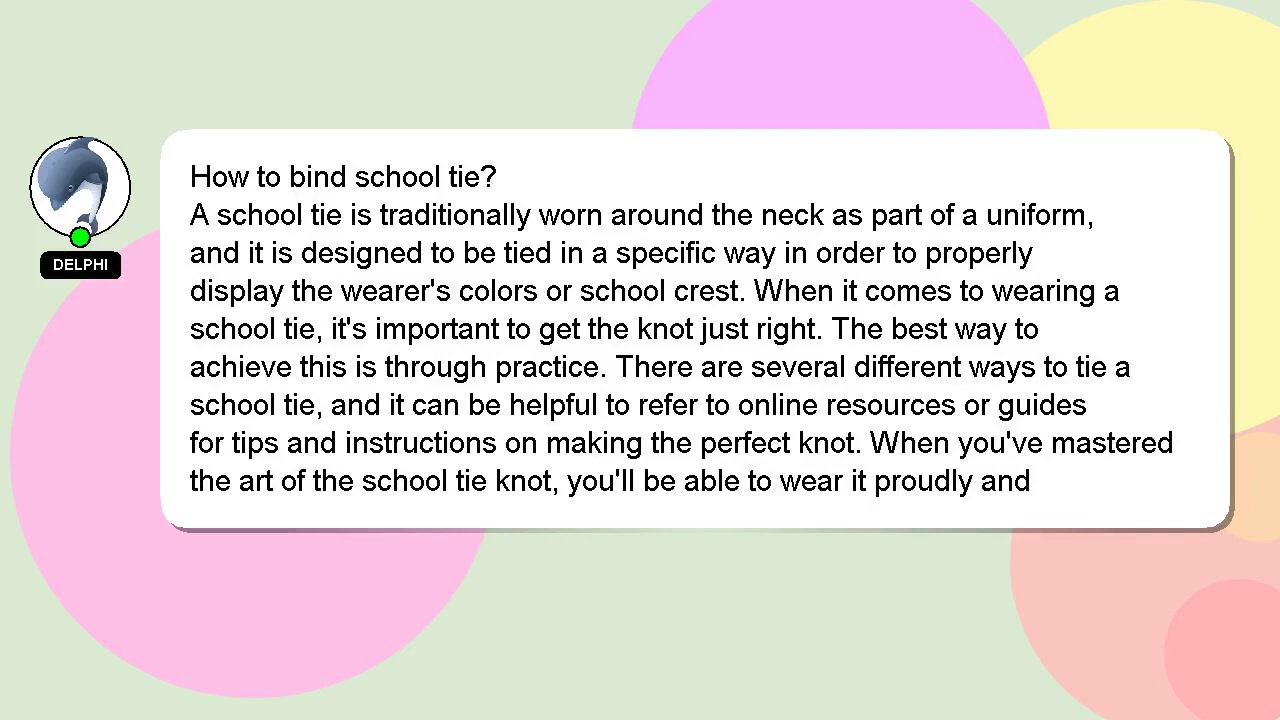 How to bind school tie?
A school tie is traditionally worn around the neck as part of a uniform,
and it is designed to be tied in a specific way in order to properly
display the wearer's colors or school crest. When it comes to wearing a
school tie, it's important to get the knot just right. The best way to
achieve this is through practice. There are several different ways to tie a
school tie, and it can be helpful to refer to online resources or guides
for tips and instructions on making the perfect knot. When you've mastered
the art of the school tie knot, you'll be able to wear it proudly and
DELPHI